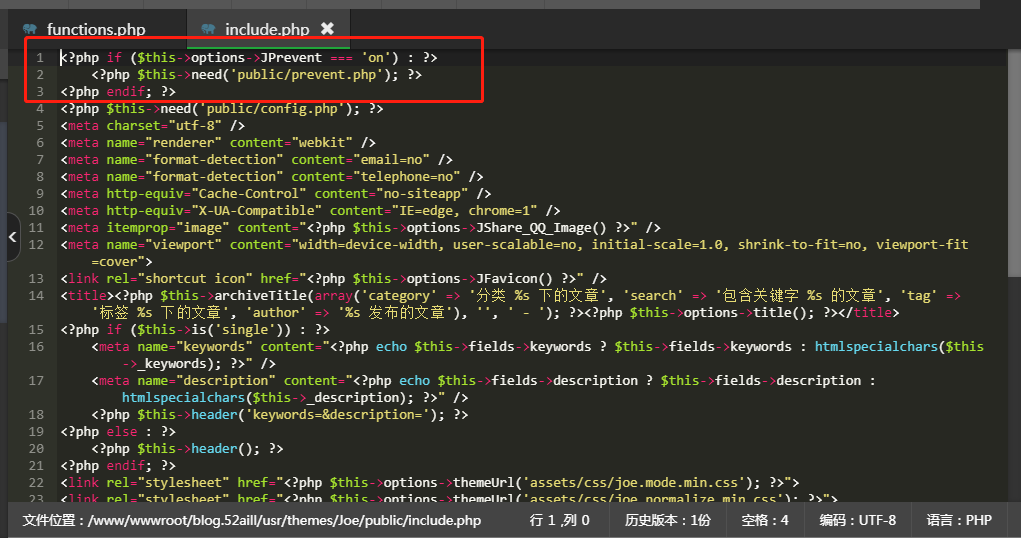 functions.php include.php ✖
1 <?php if ($this->options->JPrevent === 'on') : ?>
2 <?php $this->need('public/prevent.php'); ?>
3 <?php endif; ?>
4 <?php $this->need('public/config.php'); ?>
5 <meta charset="utf-8" />
6 <meta name="renderer" content="webkit" />
7 <meta name="format-detection" content="email=no" />
8 <meta name="format-detection" content="telephone=no" />
9 <meta http-equiv="Cache-Control" content="no-siteapp" />
10 <meta http-equiv="X-UA-Compatible" content="IE=edge, chrome=1" />
11 <meta itemprop="image" content="<?php $this->options->JShare_QQ_Image() ?>" />
12 <meta name="viewport" content="width=device-width, user-scalable=no, initial-scale=1.0, shrink-to-fit=no, viewport-fit
=cover">
13 <link rel="shortcut icon" href="<?php $this->options->JFavicon() ?>" />
14 <title><?php $this->archiveTitle(array('category' => '分类 %s 下的文章', 'search' => '包含关键字 %s 的文章', 'tag' =>
'标签 %s 下的文章', 'author' => '%s 发布的文章'), '', ' - '); ?><?php $this->options->title(); ?></title>
15 <?php if ($this->is('single')) : ?>
16 <meta name="keywords" content="<?php echo $this->fields->keywords ? $this->fields->keywords : htmlspecialchars($this
->_keywords); ?>" />
17 <meta name="description" content="<?php echo $this->fields->description ? $this->fields->description :
htmlspecialchars($this->_description); ?>" />
18 <?php $this->header('keywords=&description='); ?>
19 <?php else : ?>
20 <?php $this->header(); ?>
21 <?php endif; ?>
22 <link rel="stylesheet" href="<?php $this->options->themeUrl('assets/css/joe.mode.min.css'); ?>">
23 <link rel="stylesheet" href="<?php $this->options->themeUrl('assets/css/joe.normalize.min.css'); ?>">
文件位置：/www/wwwroot/blog.52aill/usr/themes/Joe/public/include.php 行 1 ,列 0 历史版本：1份 空格：4 编码：UTF-8 语言：PHP